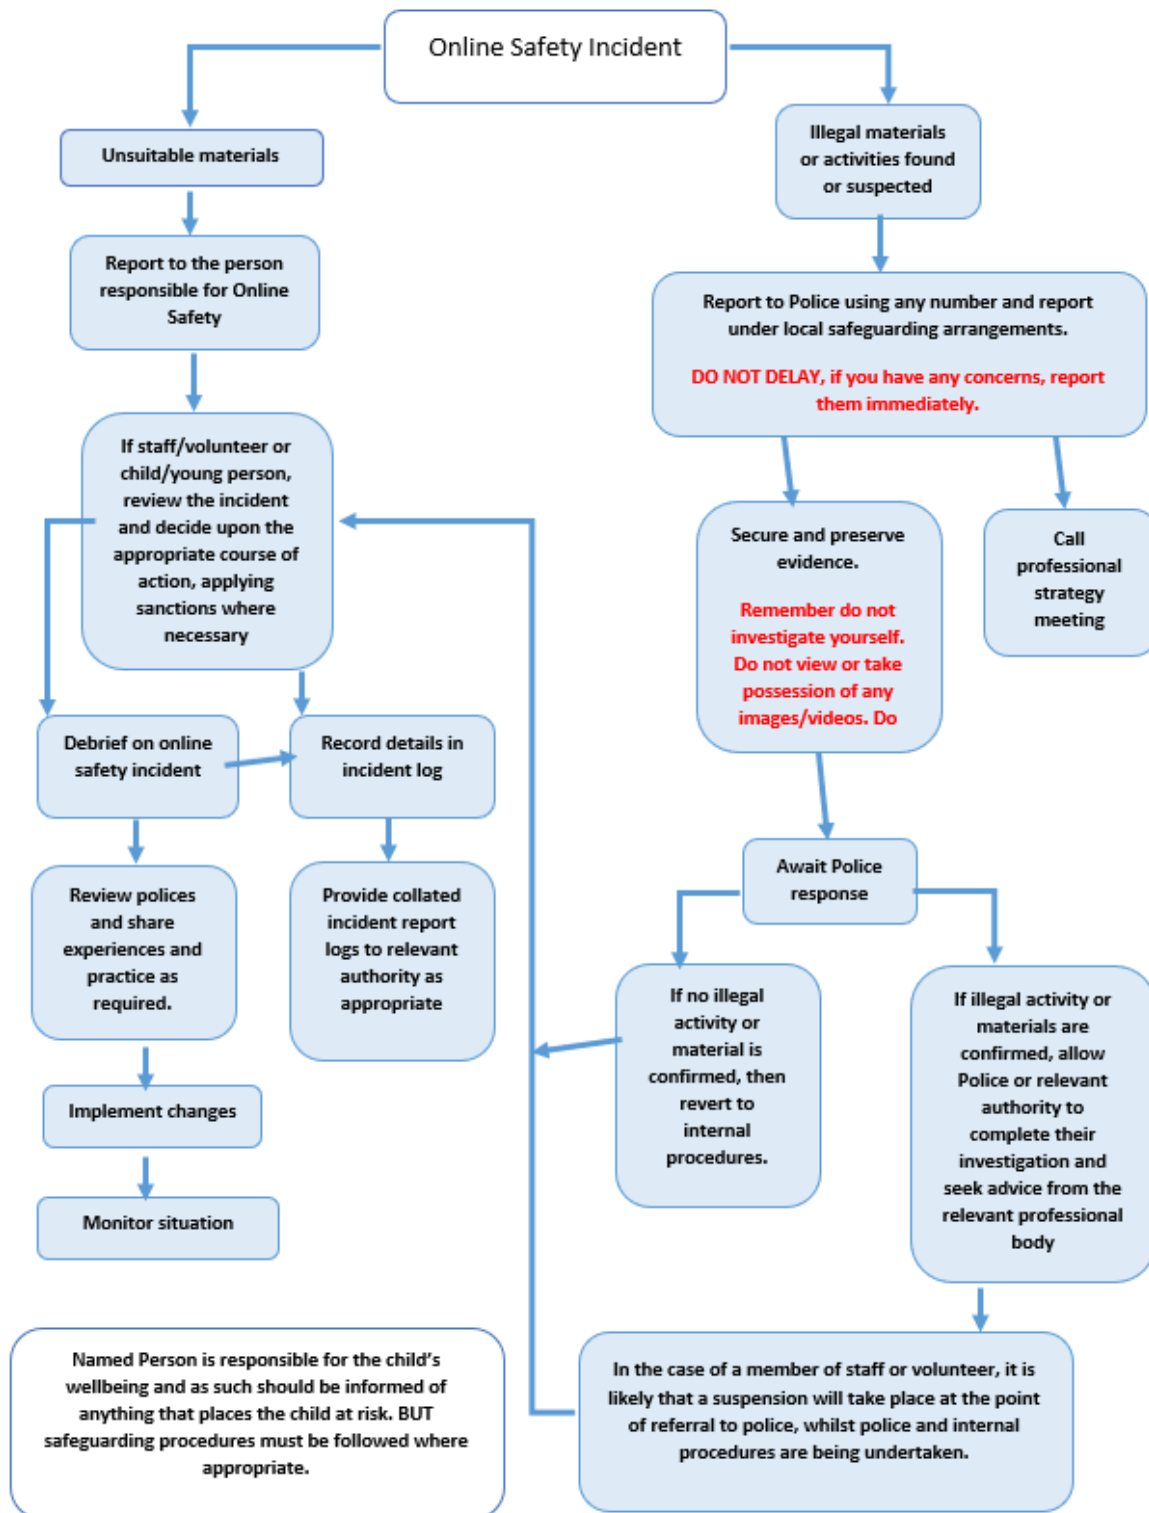 Online Safety Incident
Unsuitable materials
Report to the person
responsible for Online
Safety
If staff/volunteer or
child/young person,
review the incident
and decide upon the
appropriate course of
action, applying
sanctions where
necessary
Debrief on online
safety incident
Record details in
incident log
Review polices
and share
experiences and
practice as
required.
Provide collated
incident report
logs to relevant
authority as
appropriate
Implement changes
Monitor situation
Named Person is responsible for the child’s
wellbeing and as such should be informed of
anything that places the child at risk. BUT
safeguarding procedures must be followed where
appropriate.
Illegal materials
or activities found
or suspected
Report to Police using any number and report
under local safeguarding arrangements.
DO NOT DELAY, if you have any concerns, report
them immediately.
Secure and preserve
evidence.
Remember do not
investigate yourself.
Do not view or take
possession of any
images/videos. Do
Call
professional
strategy
meeting
Await Police
response
If no illegal
activity or
material is
confirmed, then
revert to
internal
procedures.
If illegal activity or
materials are
confirmed, allow
Police or relevant
authority to
complete their
investigation and
seek advice from the
relevant professional
body
In the case of a member of staff or volunteer, it is
likely that a suspension will take place at the point
of referral to police, whilst police and internal
procedures are being undertaken.